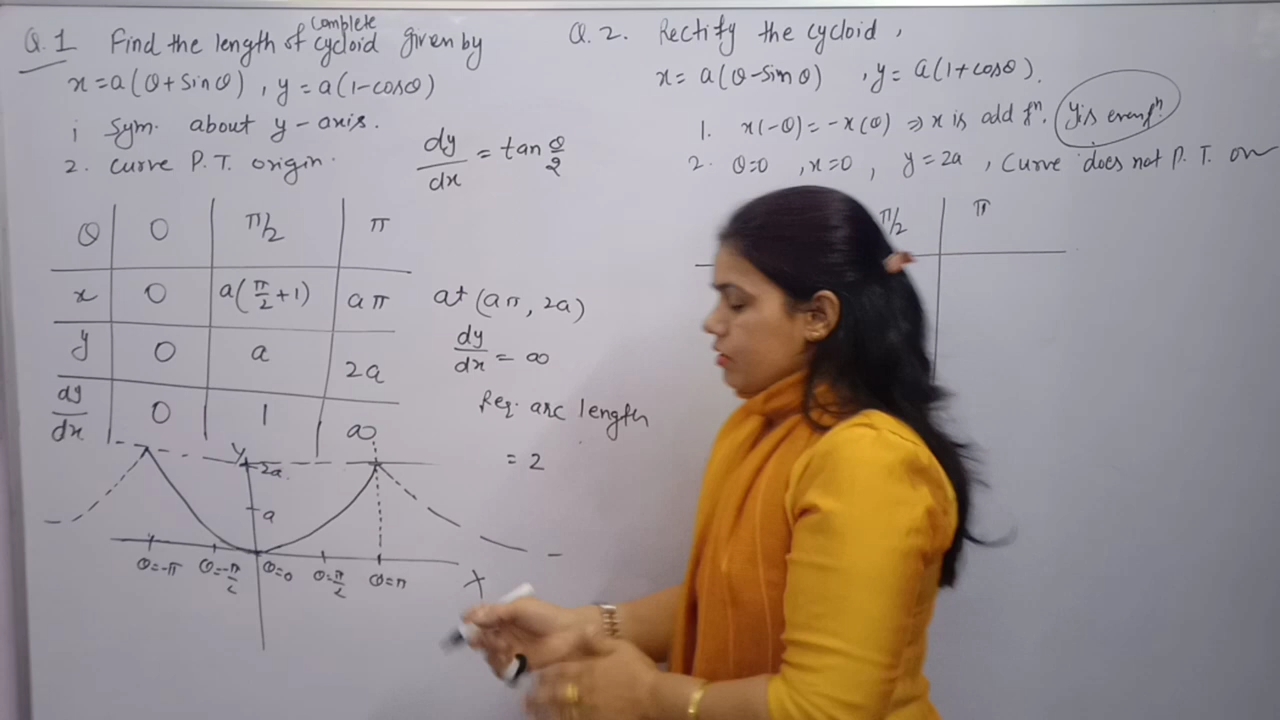 Q.1 Find the length of complete cycloid given by
x=a(θ+sinθ), y=a(1-cosθ)
i Sym. about y-axis.
2. curve P.T. origin.
dy/dx = tan θ/2
θ 0 π/2 π
x 0 a(π/2+1) aπ
y 0 a 2a
dy/dx 0 1 ∞
at (aπ, 2a)
dy/dx = ∞
Req. arc length
= 2
y 2a
a
θ=-π θ=-π/2 θ=0 θ=π/2 θ=π
X
Q.2. Rectify the cycloid,
x= a(θ-sinθ) , y= a(1+cosθ).
1. x(-θ)=-x(θ) ⇒ x is odd fⁿ. y is even fⁿ.
2. θ=0 , x=0 , y=2a , curve does not P.T. on
π/2 π